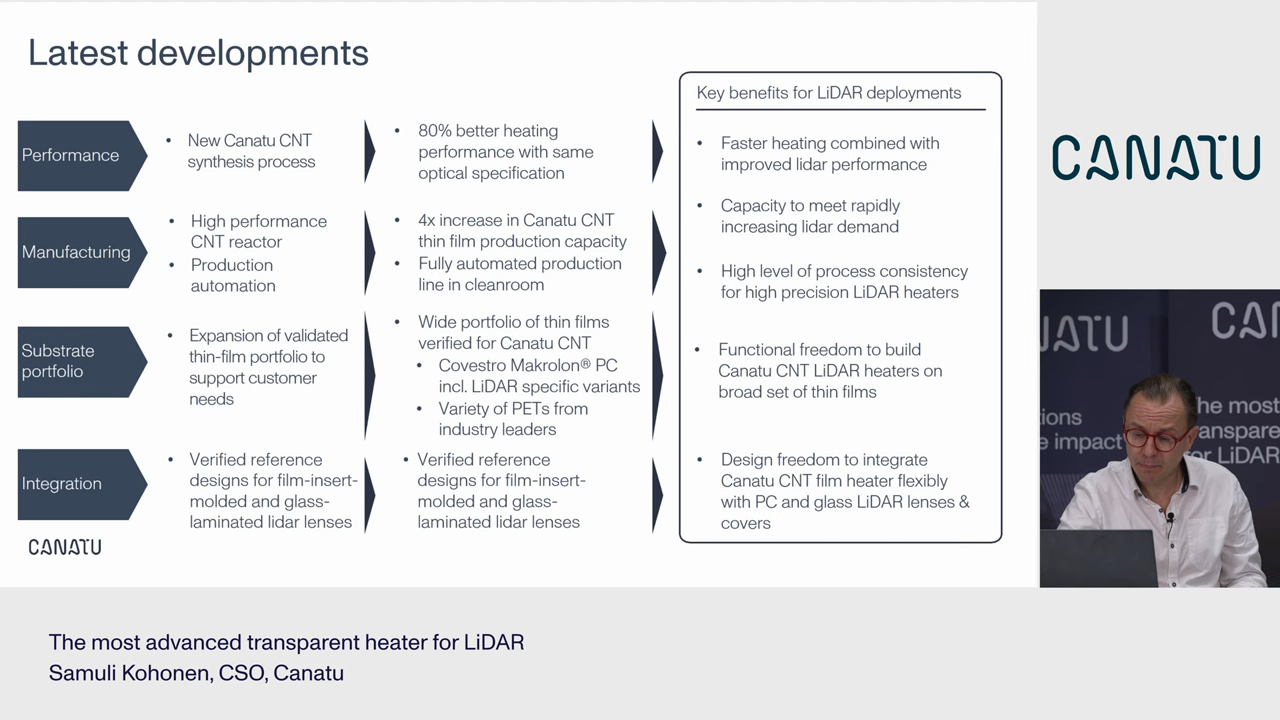 Latest developments
Performance
• New Canatu CNT
synthesis process
• 80% better heating
performance with same
optical specification
Manufacturing
• High performance
CNT reactor
• Production
automation
• 4x increase in Canatu CNT
thin film production capacity
• Fully automated production
line in cleanroom
Substrate
portfolio
• Expansion of validated
thin-film portfolio to
support customer
needs
• Wide portfolio of thin films
verified for Canatu CNT
• Covestro Makrolon® PC
incl. LiDAR specific variants
• Variety of PETs from
industry leaders
Integration
• Verified reference
designs for film-insert-
molded and glass-
laminated lidar lenses
• Verified reference
designs for film-insert-
molded and glass-
laminated lidar lenses
Key benefits for LiDAR deployments
• Faster heating combined with
improved lidar performance
• Capacity to meet rapidly
increasing lidar demand
• High level of process consistency
for high precision LiDAR heaters
• Functional freedom to build
Canatu CNT LiDAR heaters on
broad set of thin films
• Design freedom to integrate
Canatu CNT film heater flexibly
with PC and glass LiDAR lenses &
covers
CANATU
CANATU
The most
LiDAR
impact
The most advanced transparent heater for LiDAR
Samuli Kohonen, CSO, Canatu